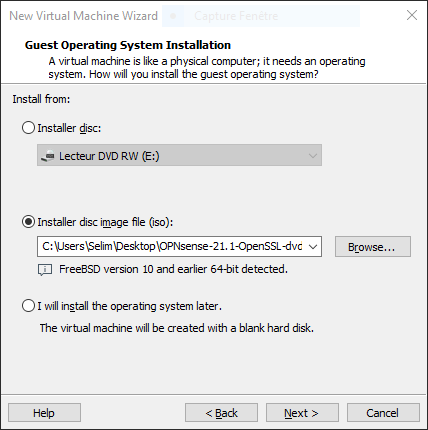 New Virtual Machine Wizard
Capture Fenêtre
Guest Operating System Installation
A virtual machine is like a physical computer; it needs an operating
system. How will you install the guest operating system?
Install from:
Installer disc:
Lecteur DVD RW (E:)
Installer disc image file (iso):
C:\Users\Selim\Desktop\OPNsense-21.1-OpenSSL-dvd
Browse...
FreeBSD version 10 and earlier 64-bit detected.
I will install the operating system later.
The virtual machine will be created with a blank hard disk.
Help
< Back
Next >
Cancel